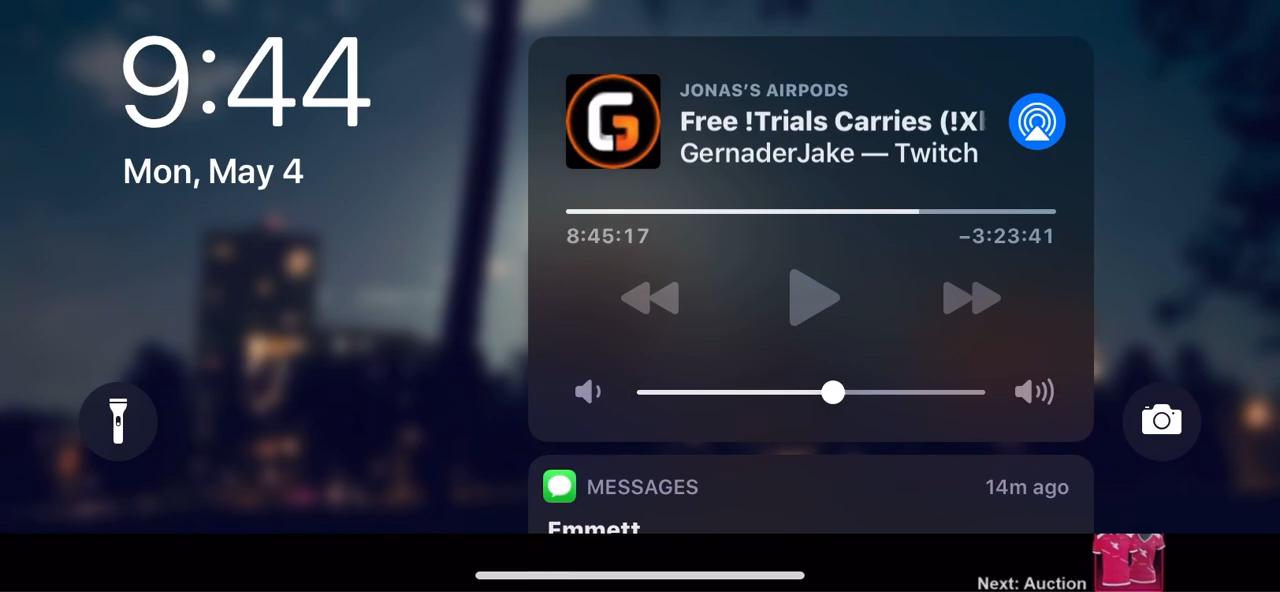 9:44
Mon, May 4
JONAS'S AIRPODS
Free !Trials Carries (!X
GernaderJake — Twitch
8:45:17
−3:23:41
MESSAGES
14m ago
Emmett
Next: Auction